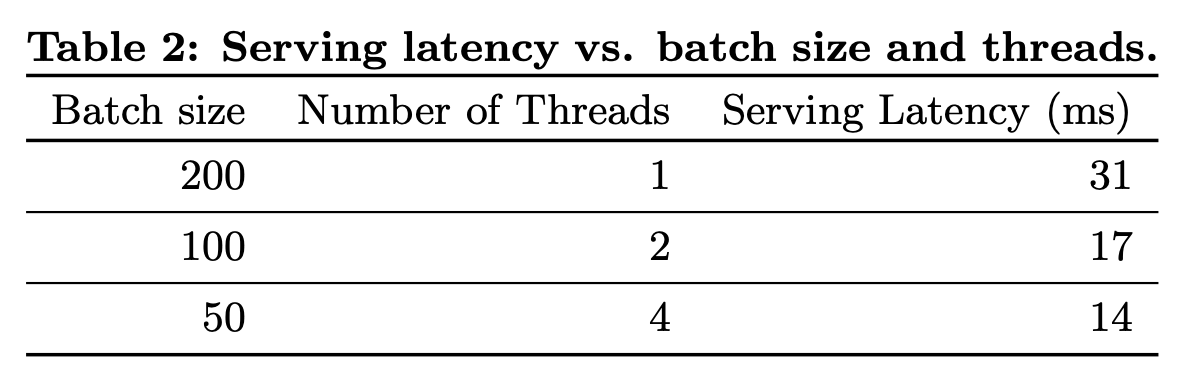 Table 2: Serving latency vs. batch size and threads.
Batch size Number of Threads Serving Latency (ms)
200 1 31
100 2 17
50 4 14